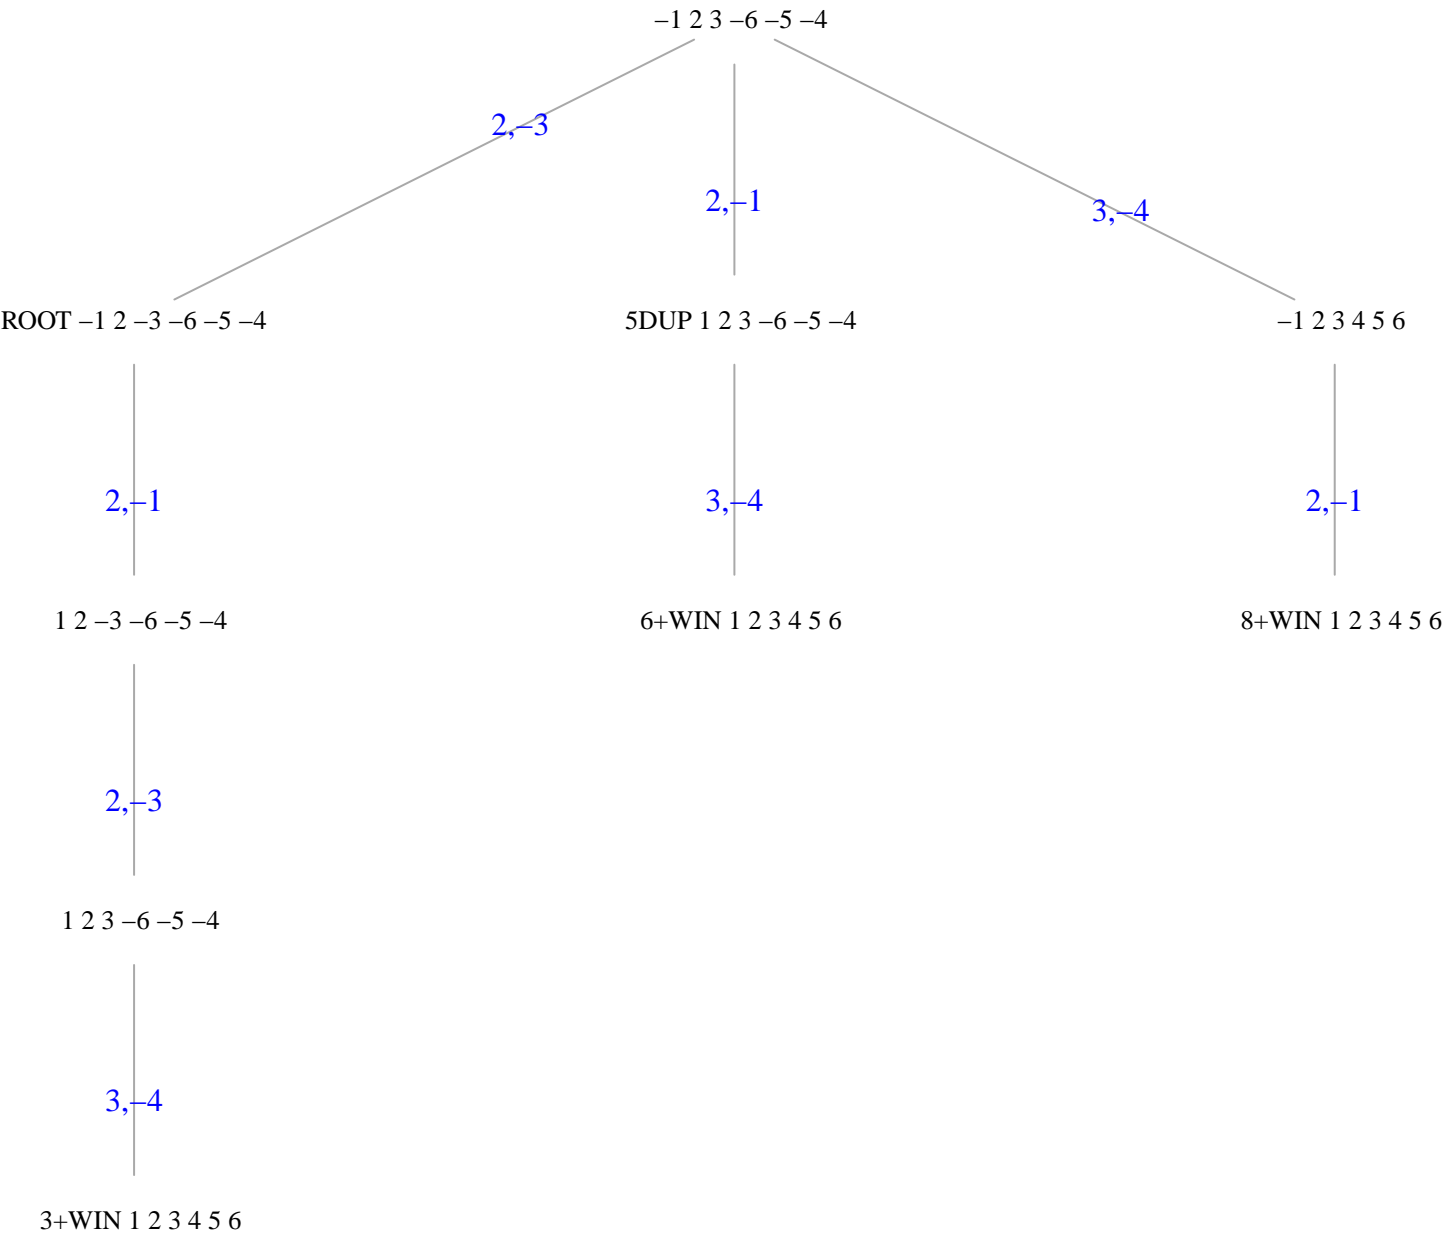 –1 2 3 –6 –5 –4
2,–3
2,–1
3,–4
ROOT –1 2 –3 –6 –5 –4
5DUP 1 2 3 –6 –5 –4
–1 2 3 4 5 6
2,–1
3,–4
2,–1
1 2 –3 –6 –5 –4
6+WIN 1 2 3 4 5 6
8+WIN 1 2 3 4 5 6
2,–3
1 2 3 –6 –5 –4
3,–4
3+WIN 1 2 3 4 5 6